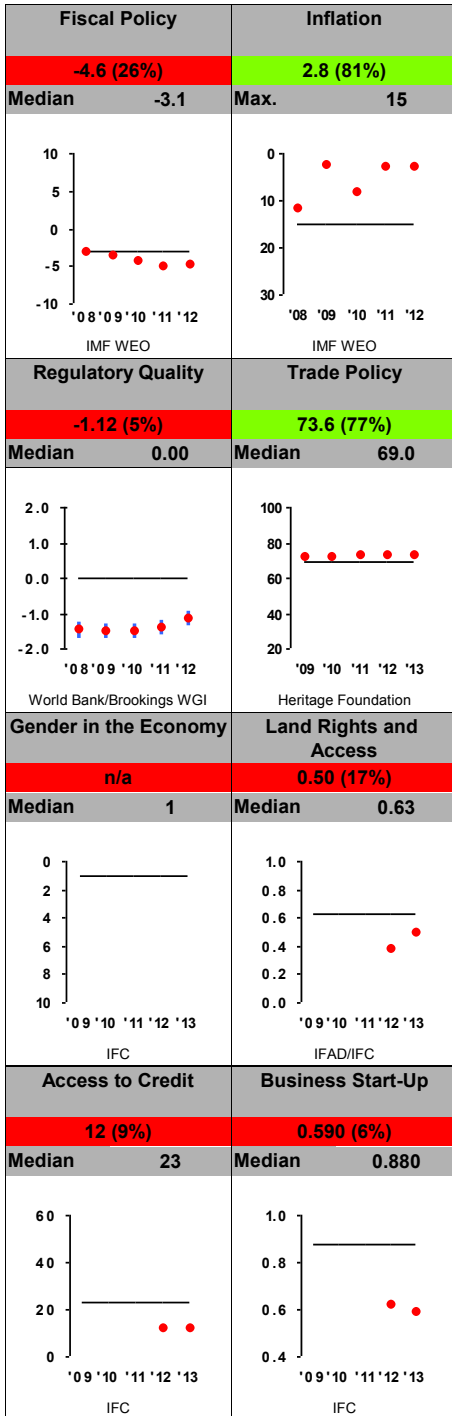 Fiscal Policy
-4.6 (26%)
Median -3.1
10
5
0
-5
-10
'08 '09 '10 '11 '12
IMF WEO
Inflation
2.8 (81%)
Max. 15
0
10
20
30
'08 '09 '10 '11 '12
IMF WEO
Regulatory Quality
-1.12 (5%)
Median 0.00
2.0
1.0
0.0
-1.0
-2.0
'08 '09 '10 '11 '12
World Bank/Brookings WGI
Trade Policy
73.6 (77%)
Median 69.0
100
80
60
40
20
'09 '10 '11 '12 '13
Heritage Foundation
Gender in the Economy
n/a
Median 1
0
2
4
6
8
10
'09 '10 '11 '12 '13
IFC
Land Rights and
Access
0.50 (17%)
Median 0.63
1.0
0.8
0.6
0.4
0.2
0.0
'09 '10 '11 '12 '13
IFAD/IFC
Access to Credit
12 (9%)
Median 23
60
40
20
0
'09 '10 '11 '12 '13
IFC
Business Start-Up
0.590 (6%)
Median 0.880
1.0
0.8
0.6
0.4
'09 '10 '11 '12 '13
IFC